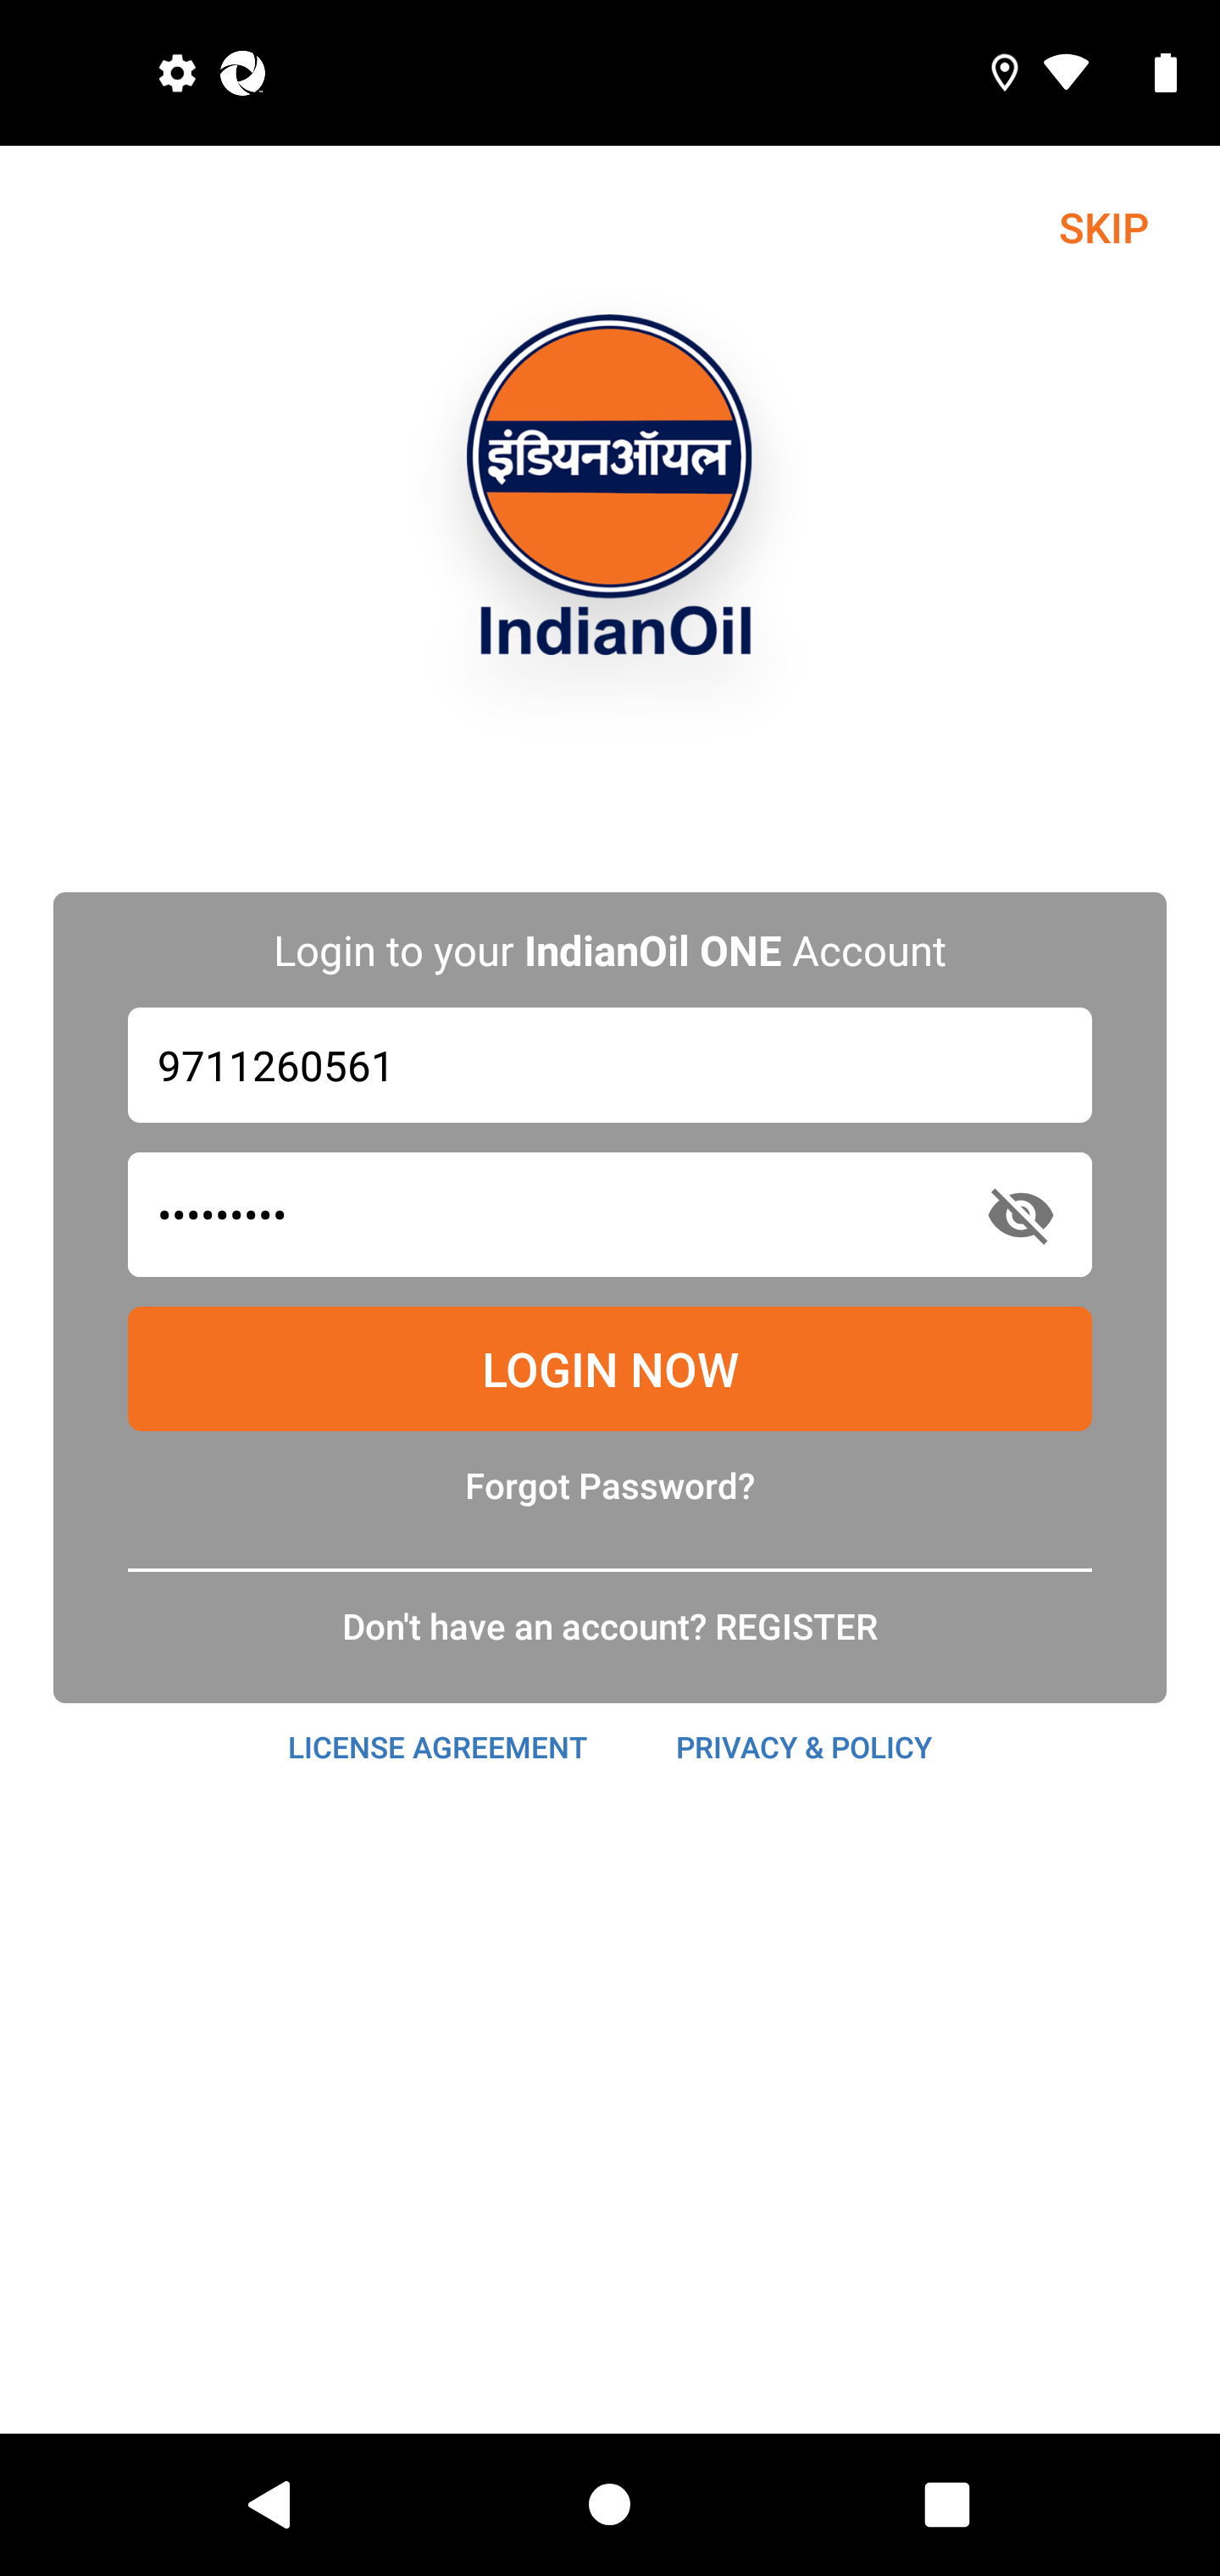 SKIP
इंडियनऑयल
IndianOil
Login to your IndianOil ONE Account
9711260561
•••••••••
LOGIN NOW
Forgot Password?
Don't have an account? REGISTER
LICENSE AGREEMENT PRIVACY & POLICY